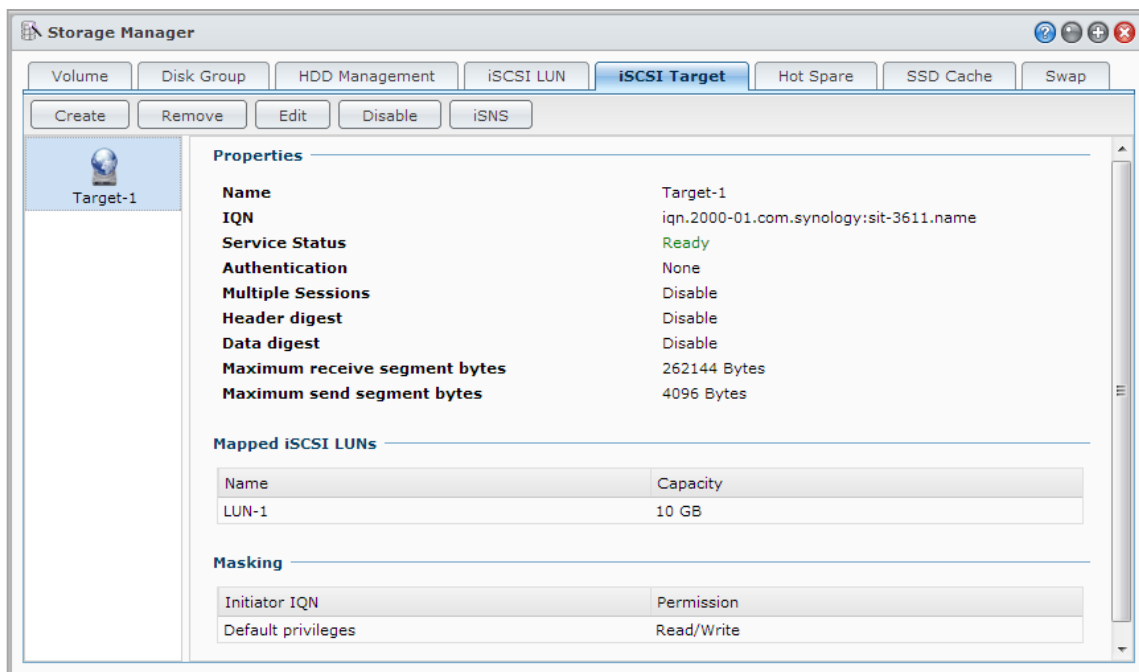 Storage Manager
Volume Disk Group HDD Management iSCSI LUN iSCSI Target Hot Spare SSD Cache Swap
Create Remove Edit Disable iSNS
Target-1
Properties
Name Target-1
IQN iqn.2000-01.com.synology:sit-3611.name
Service Status Ready
Authentication None
Multiple Sessions Disable
Header digest Disable
Data digest Disable
Maximum receive segment bytes 262144 Bytes
Maximum send segment bytes 4096 Bytes
Mapped iSCSI LUNs
Name Capacity
LUN-1 10 GB
Masking
Initiator IQN Permission
Default privileges Read/Write